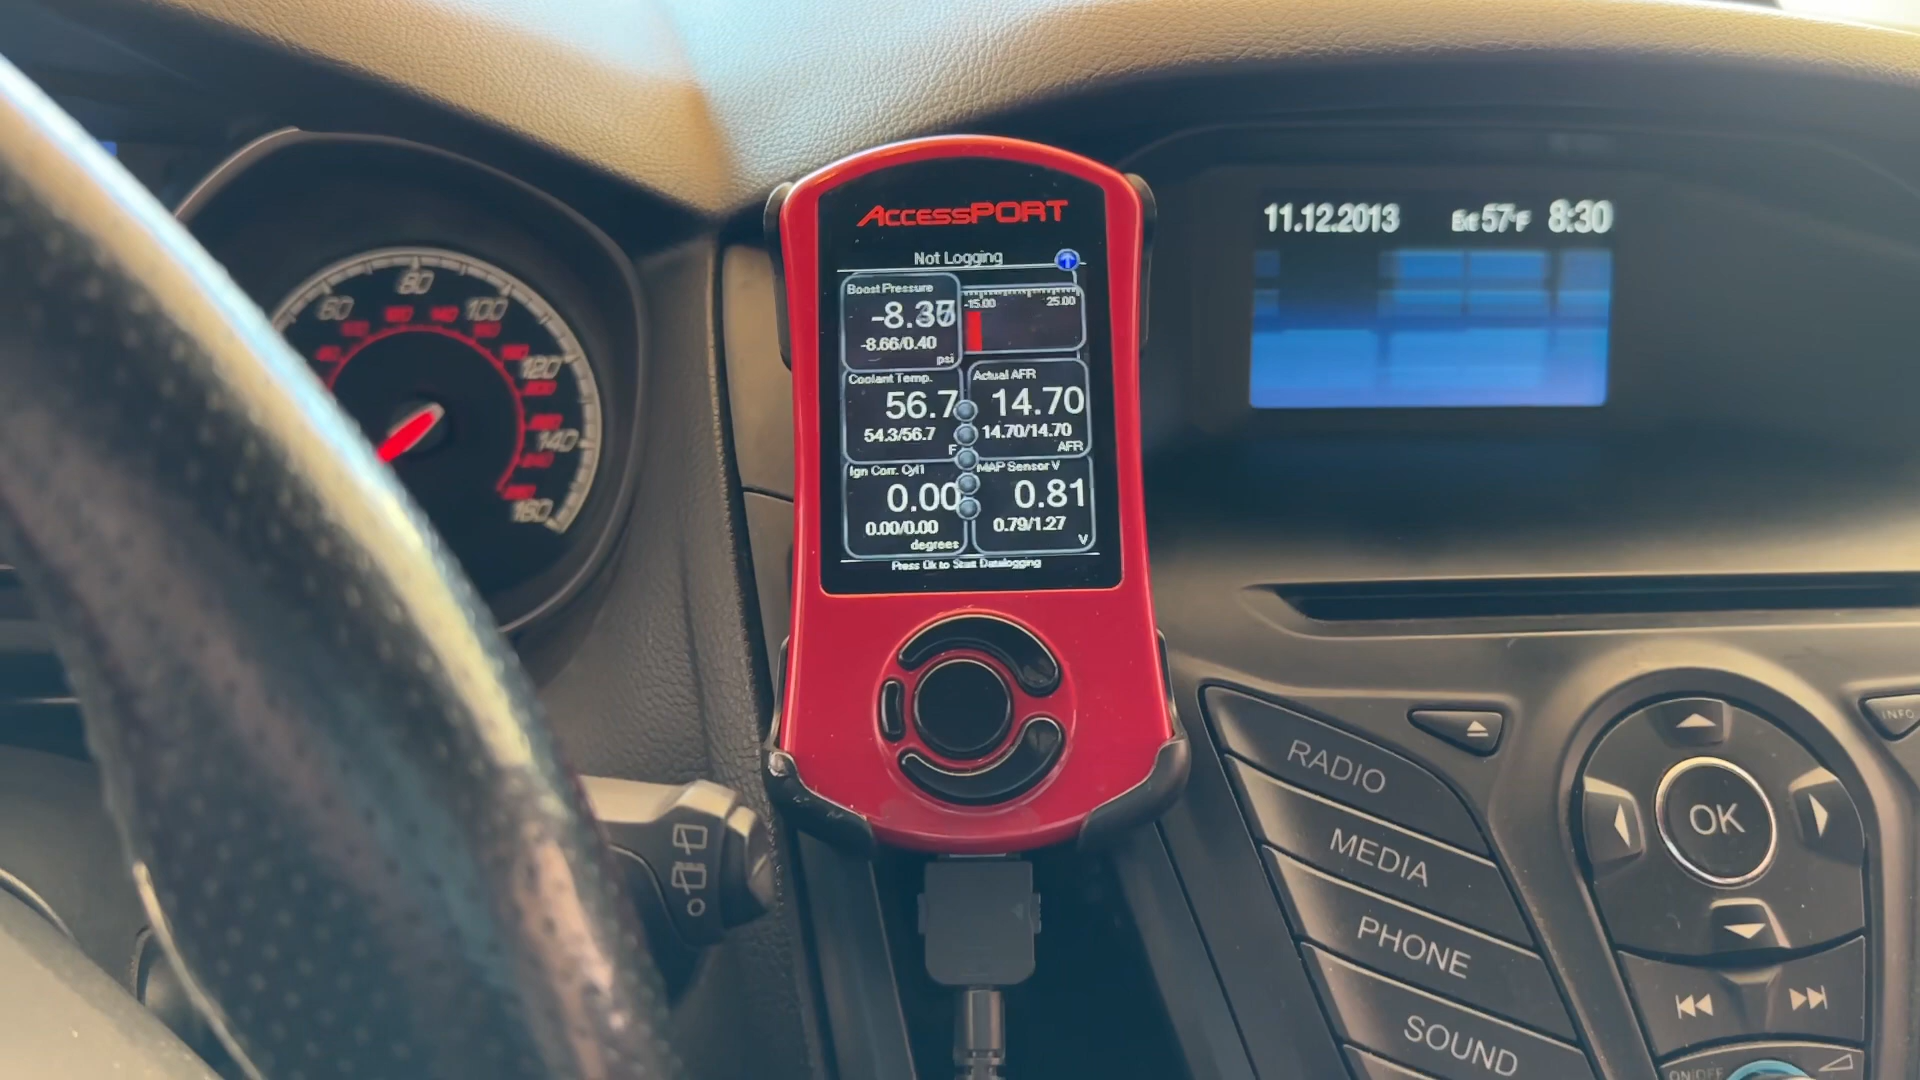 ACCESSPORT
Not Logging
Boost Pressure
-15.00 25.00
-8.66/0.40
psi
Coolant Temp.
56.7
54.3/56.7
F
Actual AFR
14.70
14.70/14.70
AFR
Ign Corr. Cyl1
0.00
0.00/0.00
degrees
MAP Sensor V
0.81
0.79/1.27
V
Press Ok to Start Datalogging
11.12.2013 Ext 57°F 8:30
60
80
100
120
140
160
RADIO
MEDIA
PHONE
SOUND
OK
INFO
ON/OFF